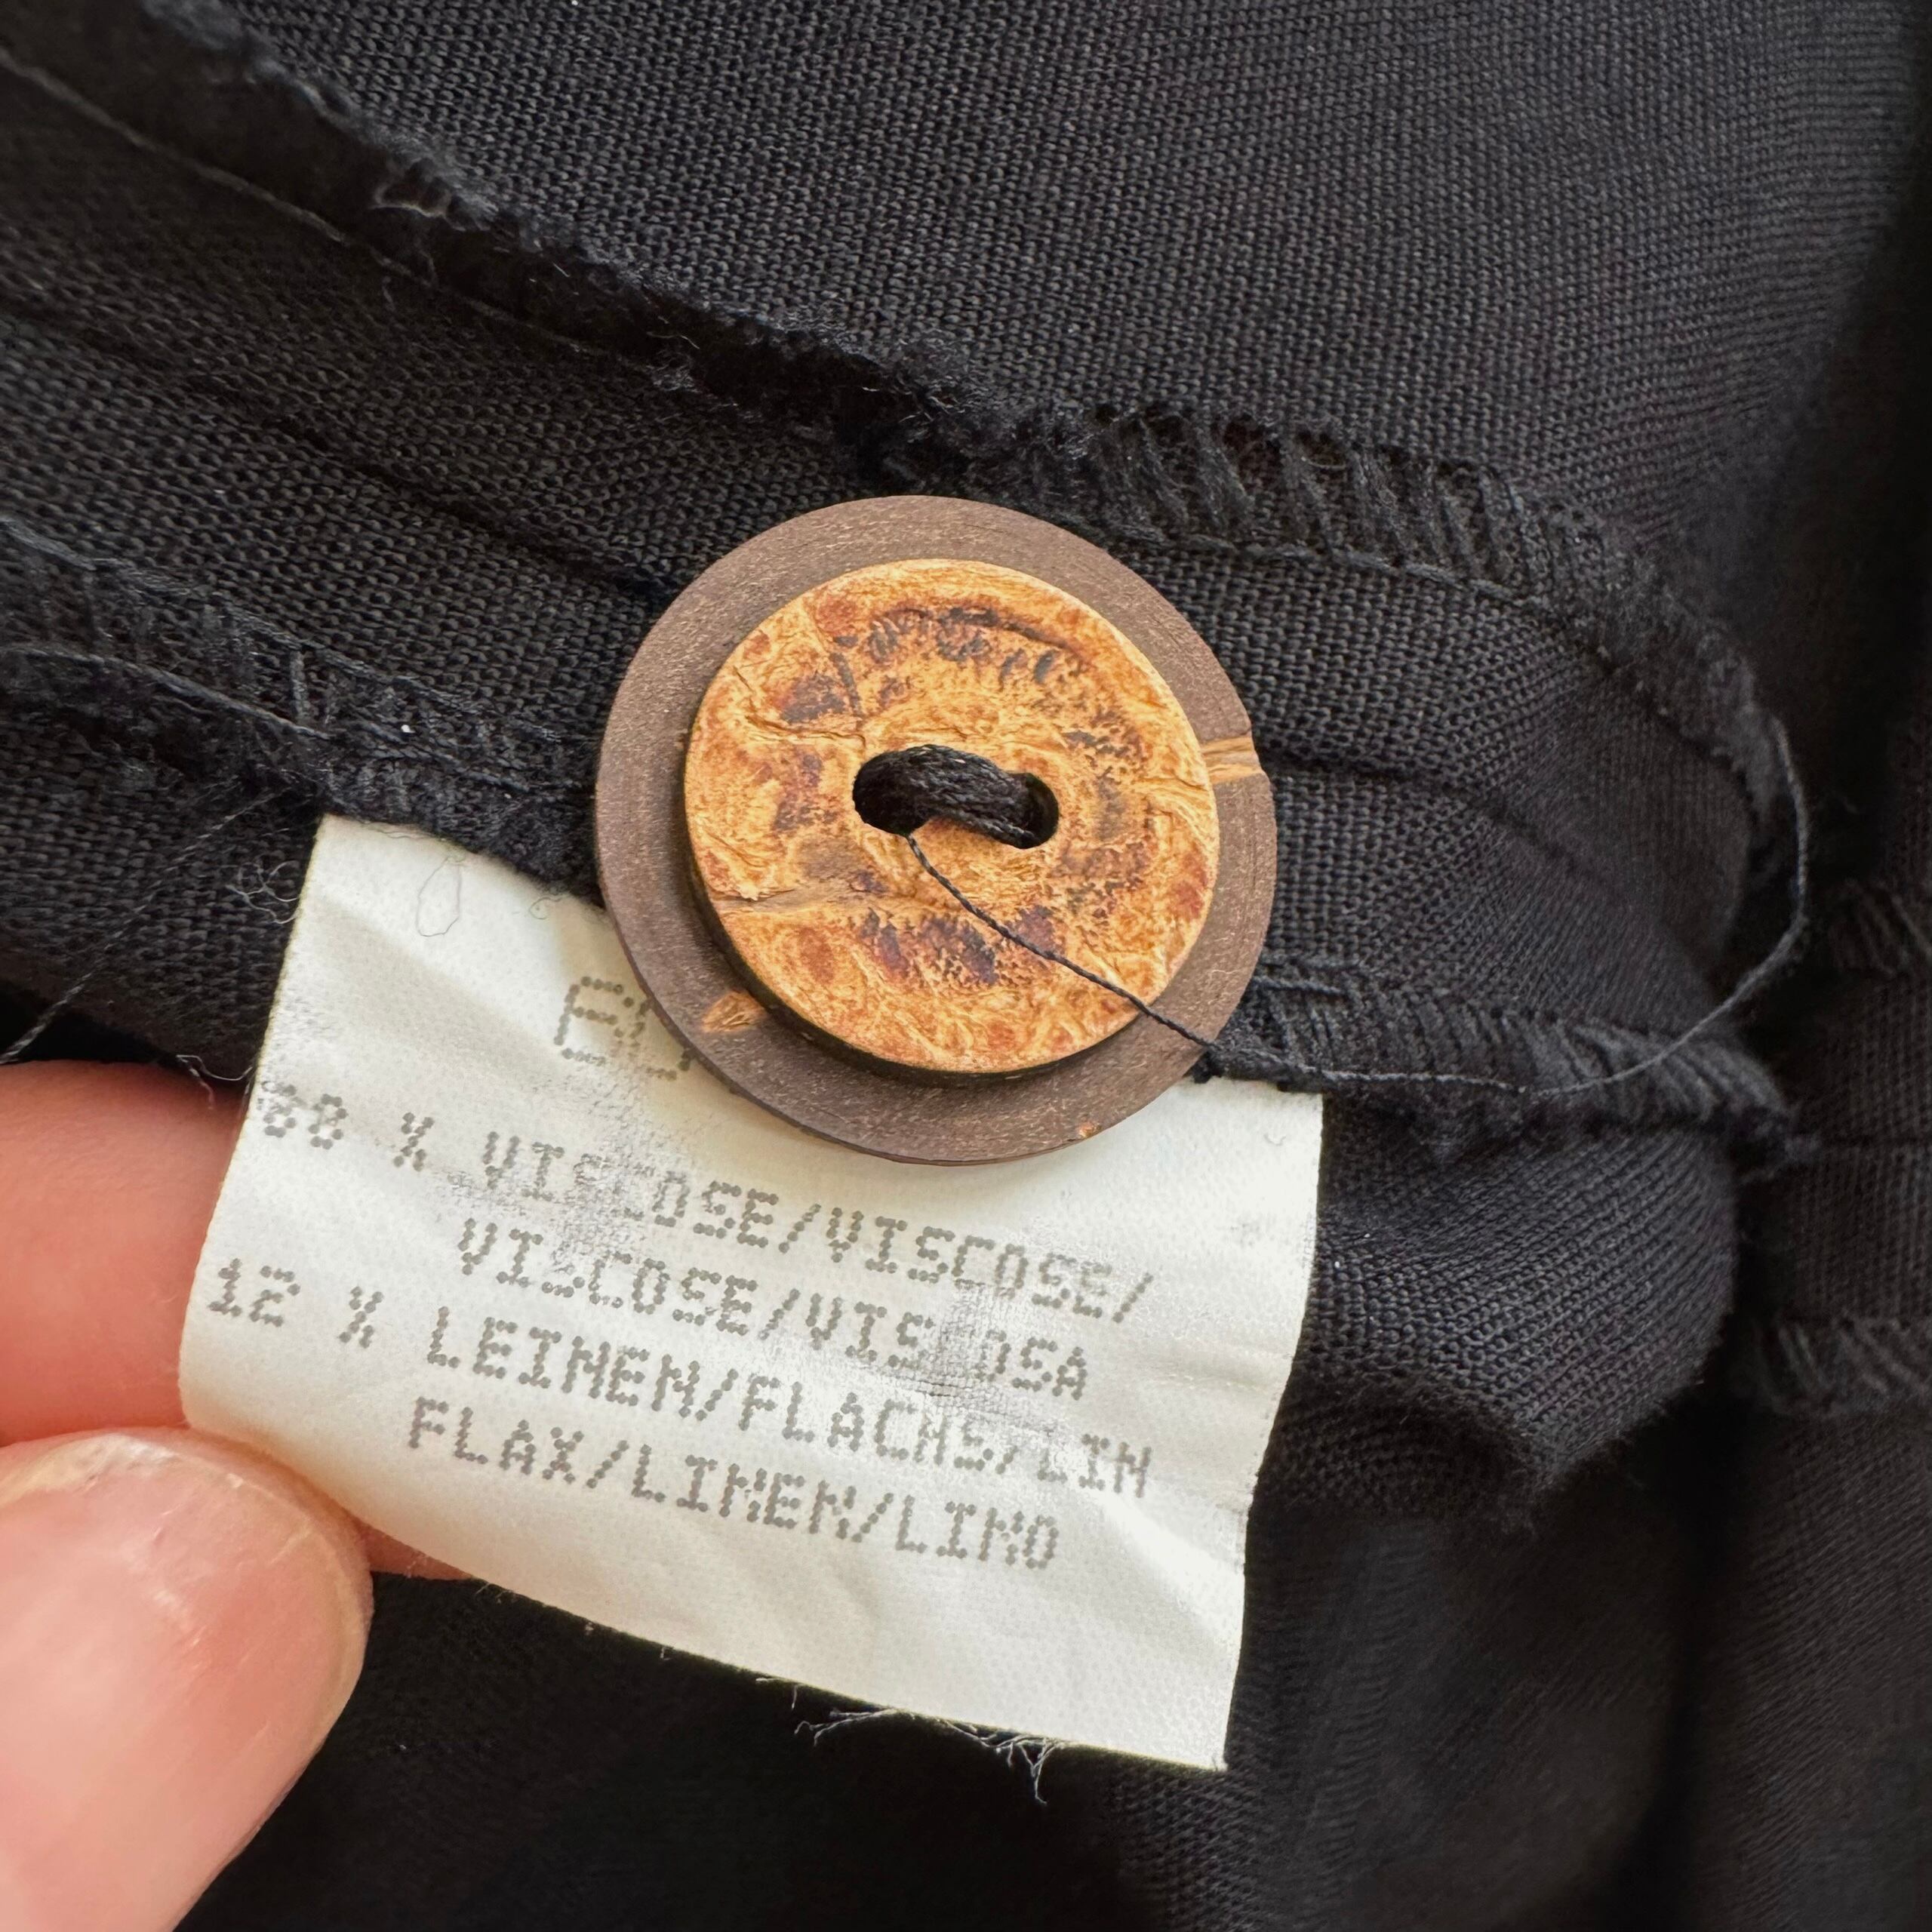 88 % VISCOSE/VISCOSE/
VISCOSE/VISCOSA
12 % LEINEN/FLACHS/LIN
FLAX/LINEN/LINO